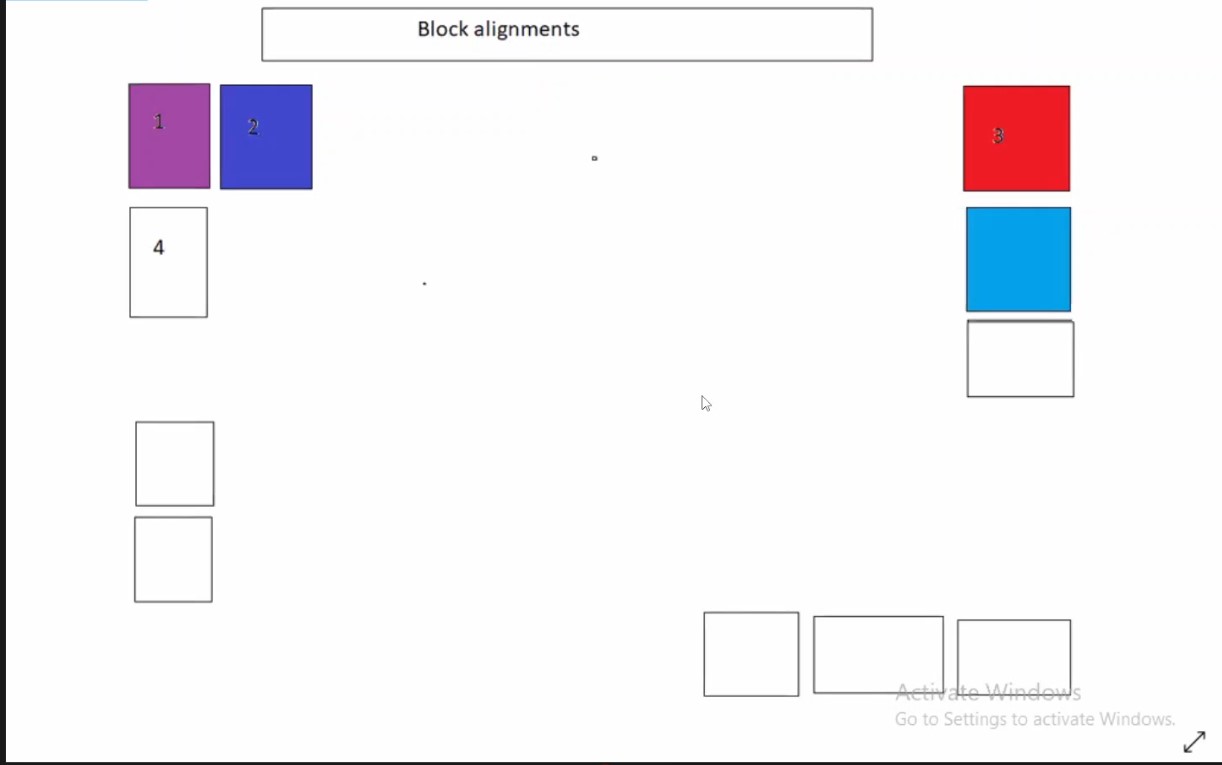 Block alignments
1 2 3
4
Activate Windows
Go to Settings to activate Windows.